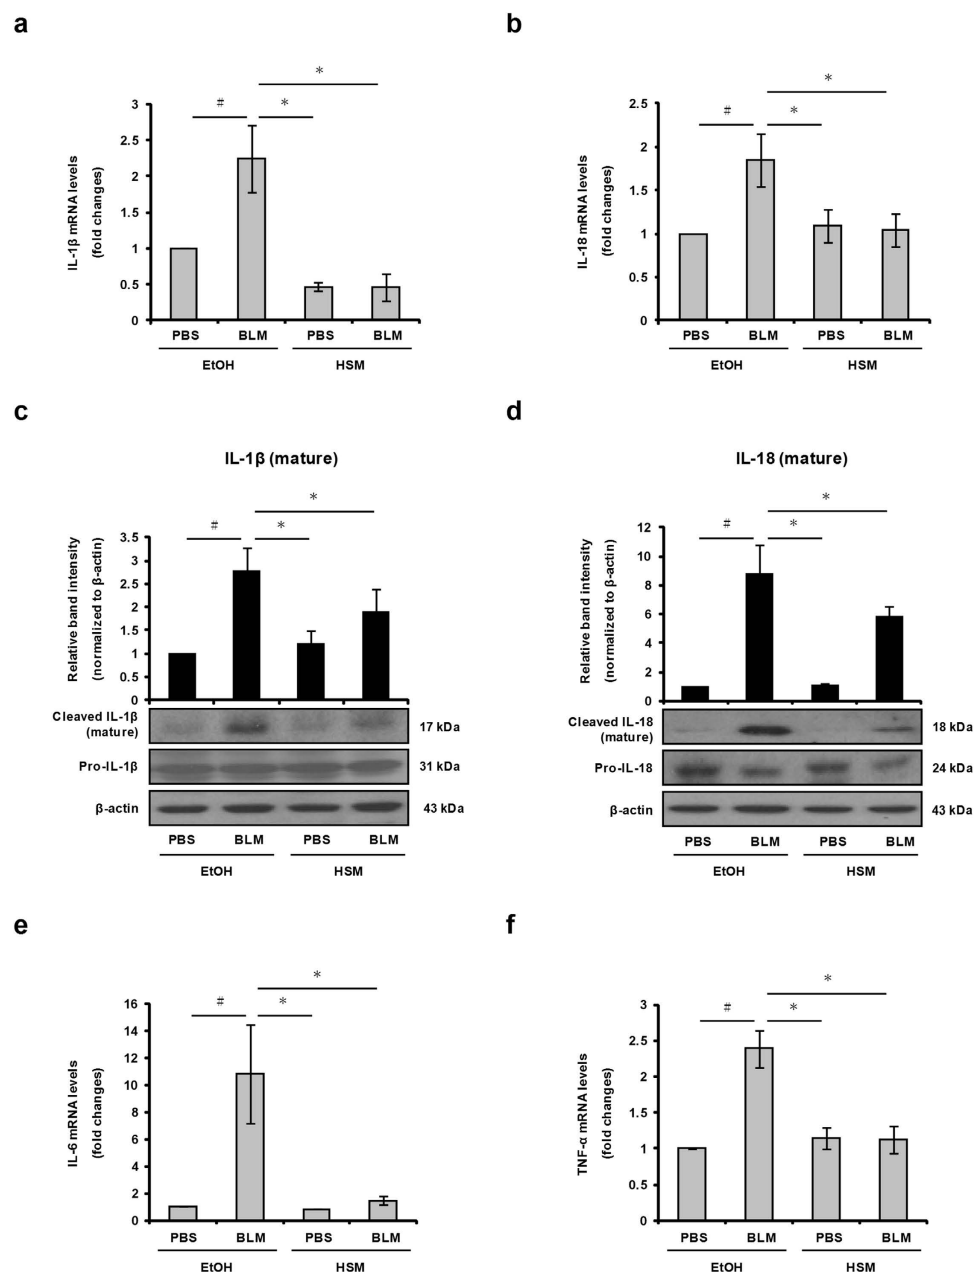 a
*
#
*
3
2.5
2
1.5
1
0.5
0
IL-1β mRNA levels
(fold changes)
PBS BLM PBS BLM
EtOH HSM
b
*
#
*
2.5
2
1.5
1
0.5
0
IL-18 mRNA levels
(fold changes)
PBS BLM PBS BLM
EtOH HSM
c
IL-1β (mature)
*
#
*
3.5
3
2.5
2
1.5
1
0.5
0
Relative band intensity
(normalized to β-actin)
Cleaved IL-1β
(mature)
17 kDa
Pro-IL-1β
31 kDa
β-actin
43 kDa
PBS BLM PBS BLM
EtOH HSM
d
IL-18 (mature)
*
#
*
12
10
8
6
4
2
0
Relative band intensity
(normalized to β-actin)
Cleaved IL-18
(mature)
18 kDa
Pro-IL-18
24 kDa
β-actin
43 kDa
PBS BLM PBS BLM
EtOH HSM
e
*
#
*
16
14
12
10
8
6
4
2
0
IL-6 mRNA levels
(fold changes)
PBS BLM PBS BLM
EtOH HSM
f
*
#
*
3
2.5
2
1.5
1
0.5
0
TNF-α mRNA levels
(fold changes)
PBS BLM PBS BLM
EtOH HSM